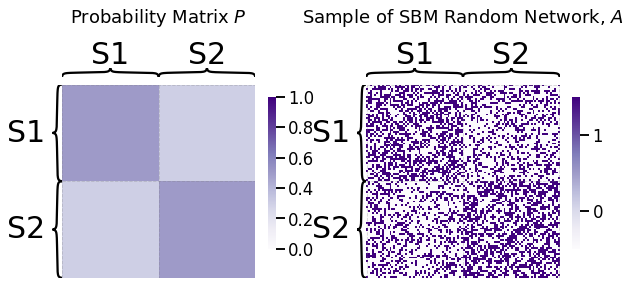 Probability Matrix P
S1 S2
S1
S2
1.0
0.8
0.6
0.4
0.2
0.0
Sample of SBM Random Network, A
S1 S2
S1
S2
1
0